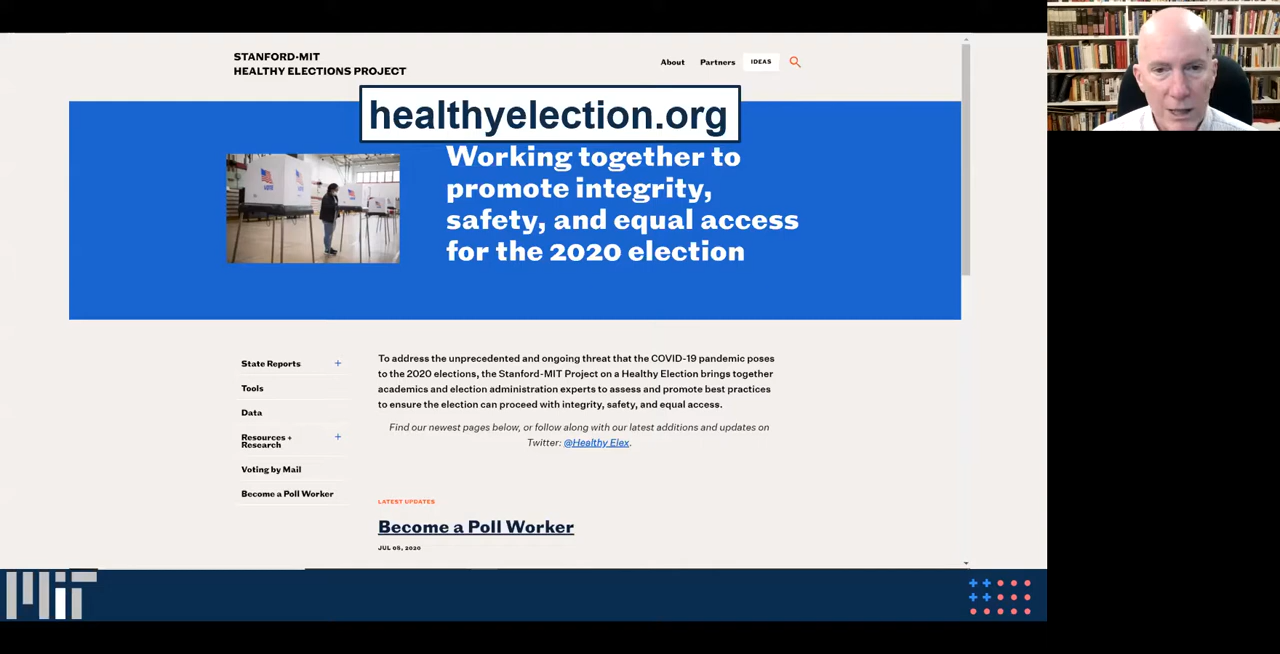 STANFORD-MIT
HEALTHY ELECTIONS PROJECT
About
Partners
IDEAS
healthyelection.org
Working together to
promote integrity,
safety, and equal access
for the 2020 election
State Reports +
Tools
Data
Resources + +
Research
Voting by Mail
Become a Poll Worker
To address the unprecedented and ongoing threat that the COVID-19 pandemic poses
to the 2020 elections, the Stanford-MIT Project on a Healthy Election brings together
academics and election administration experts to assess and promote best practices
to ensure the election can proceed with integrity, safety, and equal access.
Find our newest pages below, or follow along with our latest additions and updates on
Twitter: @Healthy Elex.
LATEST UPDATES
Become a Poll Worker
JUL 05, 2020
MIT